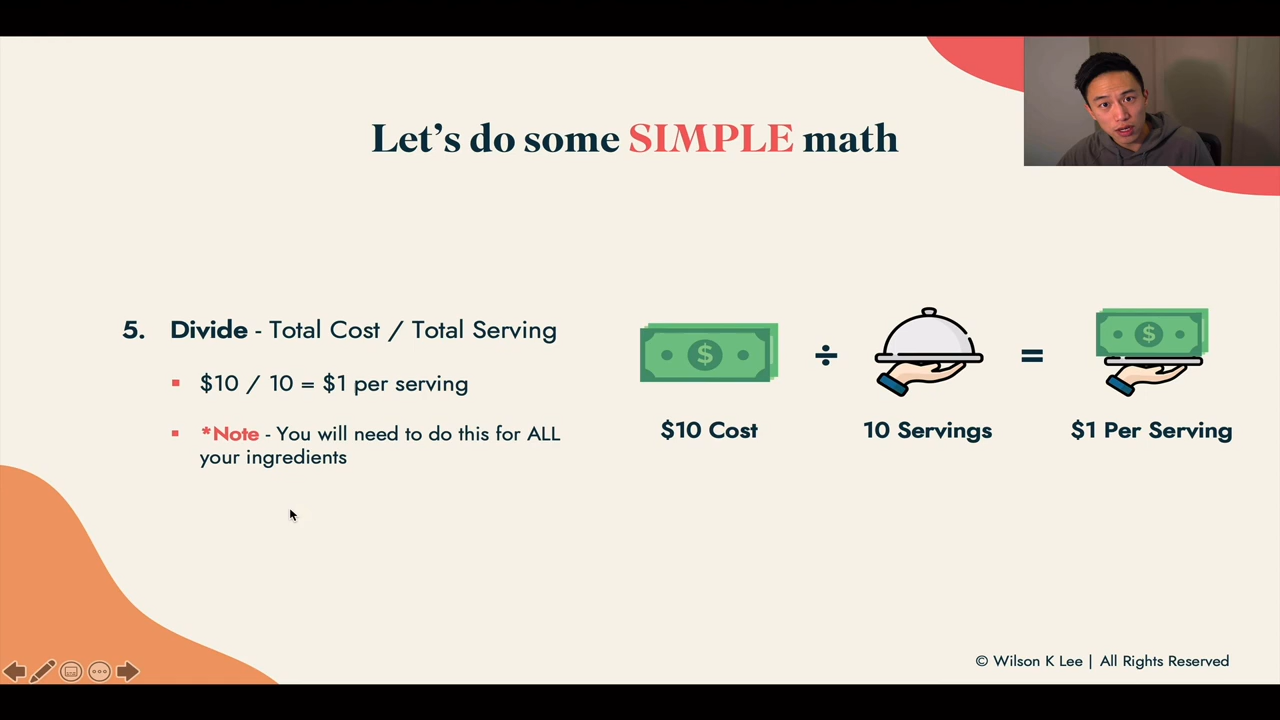 Let's do some SIMPLE math
5. Divide - Total Cost / Total Serving
$10 / 10 = $1 per serving
*Note - You will need to do this for ALL
your ingredients
$ ÷ = $
$10 Cost 10 Servings $1 Per Serving
© Wilson K Lee | All Rights Reserved